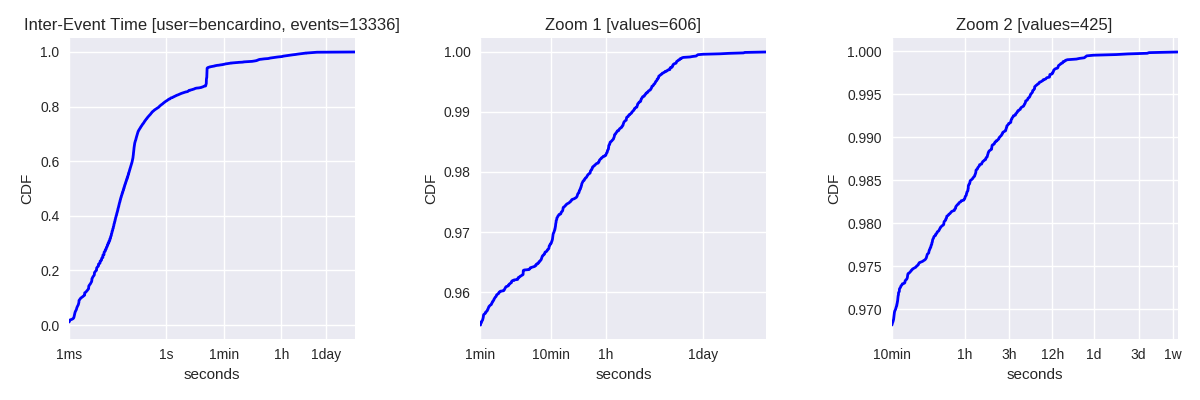 Inter-Event Time [user=bencardino, events=13336]
CDF
1.0
0.8
0.6
0.4
0.2
0.0
1ms 1s 1min 1h 1day
seconds
Zoom 1 [values=606]
CDF
1.00
0.99
0.98
0.97
0.96
1min 10min 1h 1day
seconds
Zoom 2 [values=425]
CDF
1.000
0.995
0.990
0.985
0.980
0.975
0.970
10min 1h 3h 12h 1d 3d 1w
seconds